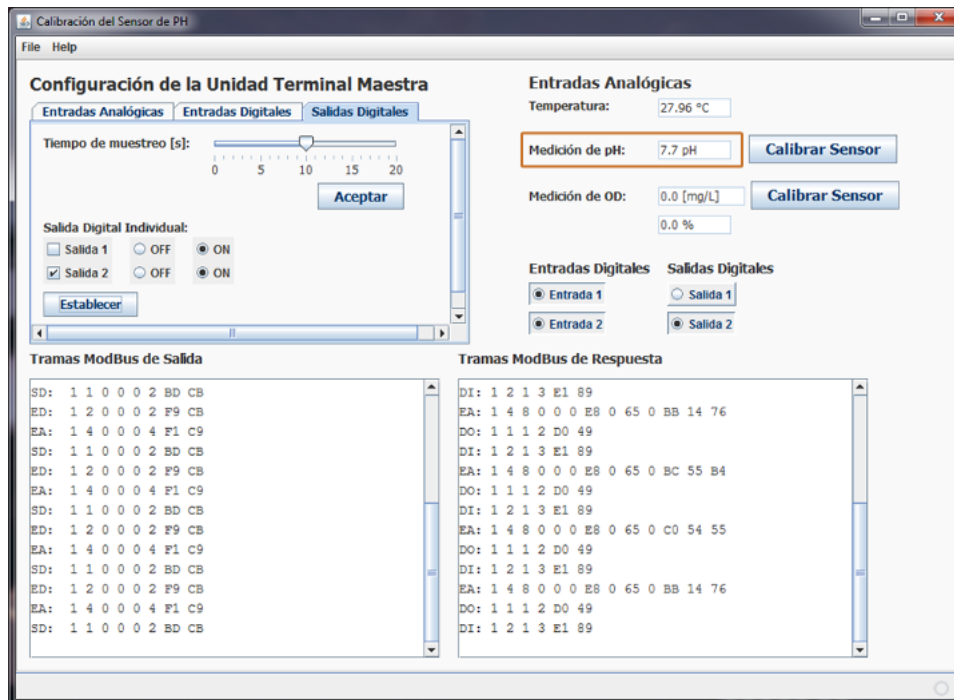 Calibración del Sensor de PH
File Help
Configuración de la Unidad Terminal Maestra
Entradas Analógicas Entradas Digitales Salidas Digitales
Tiempo de muestreo [s]:
0 5 10 15 20
Aceptar
Salida Digital Individual:
Salida 1 OFF ON
Salida 2 OFF ON
Establecer
Entradas Analógicas
Temperatura: 27.96 °C
Medición de pH: 7.7 pH Calibrar Sensor
Medición de OD: 0.0 [mg/L] Calibrar Sensor
0.0 %
Entradas Digitales Salidas Digitales
Entrada 1 Salida 1
Entrada 2 Salida 2
Tramas ModBus de Salida
SD: 1 1 0 0 0 2 BD CB
ED: 1 2 0 0 0 2 F9 CB
EA: 1 4 0 0 0 4 F1 C9
SD: 1 1 0 0 0 2 BD CB
ED: 1 2 0 0 0 2 F9 CB
EA: 1 4 0 0 0 4 F1 C9
SD: 1 1 0 0 0 2 BD CB
ED: 1 2 0 0 0 2 F9 CB
EA: 1 4 0 0 0 4 F1 C9
SD: 1 1 0 0 0 2 BD CB
ED: 1 2 0 0 0 2 F9 CB
EA: 1 4 0 0 0 4 F1 C9
SD: 1 1 0 0 0 2 BD CB
Tramas ModBus de Respuesta
DI: 1 2 1 3 E1 89
EA: 1 4 8 0 0 0 E8 0 65 0 BB 14 76
DO: 1 1 1 2 D0 49
DI: 1 2 1 3 E1 89
EA: 1 4 8 0 0 0 E8 0 65 0 BC 55 B4
DO: 1 1 1 2 D0 49
DI: 1 2 1 3 E1 89
EA: 1 4 8 0 0 0 E8 0 65 0 C0 54 55
DO: 1 1 1 2 D0 49
DI: 1 2 1 3 E1 89
EA: 1 4 8 0 0 0 E8 0 65 0 BB 14 76
DO: 1 1 1 2 D0 49
DI: 1 2 1 3 E1 89